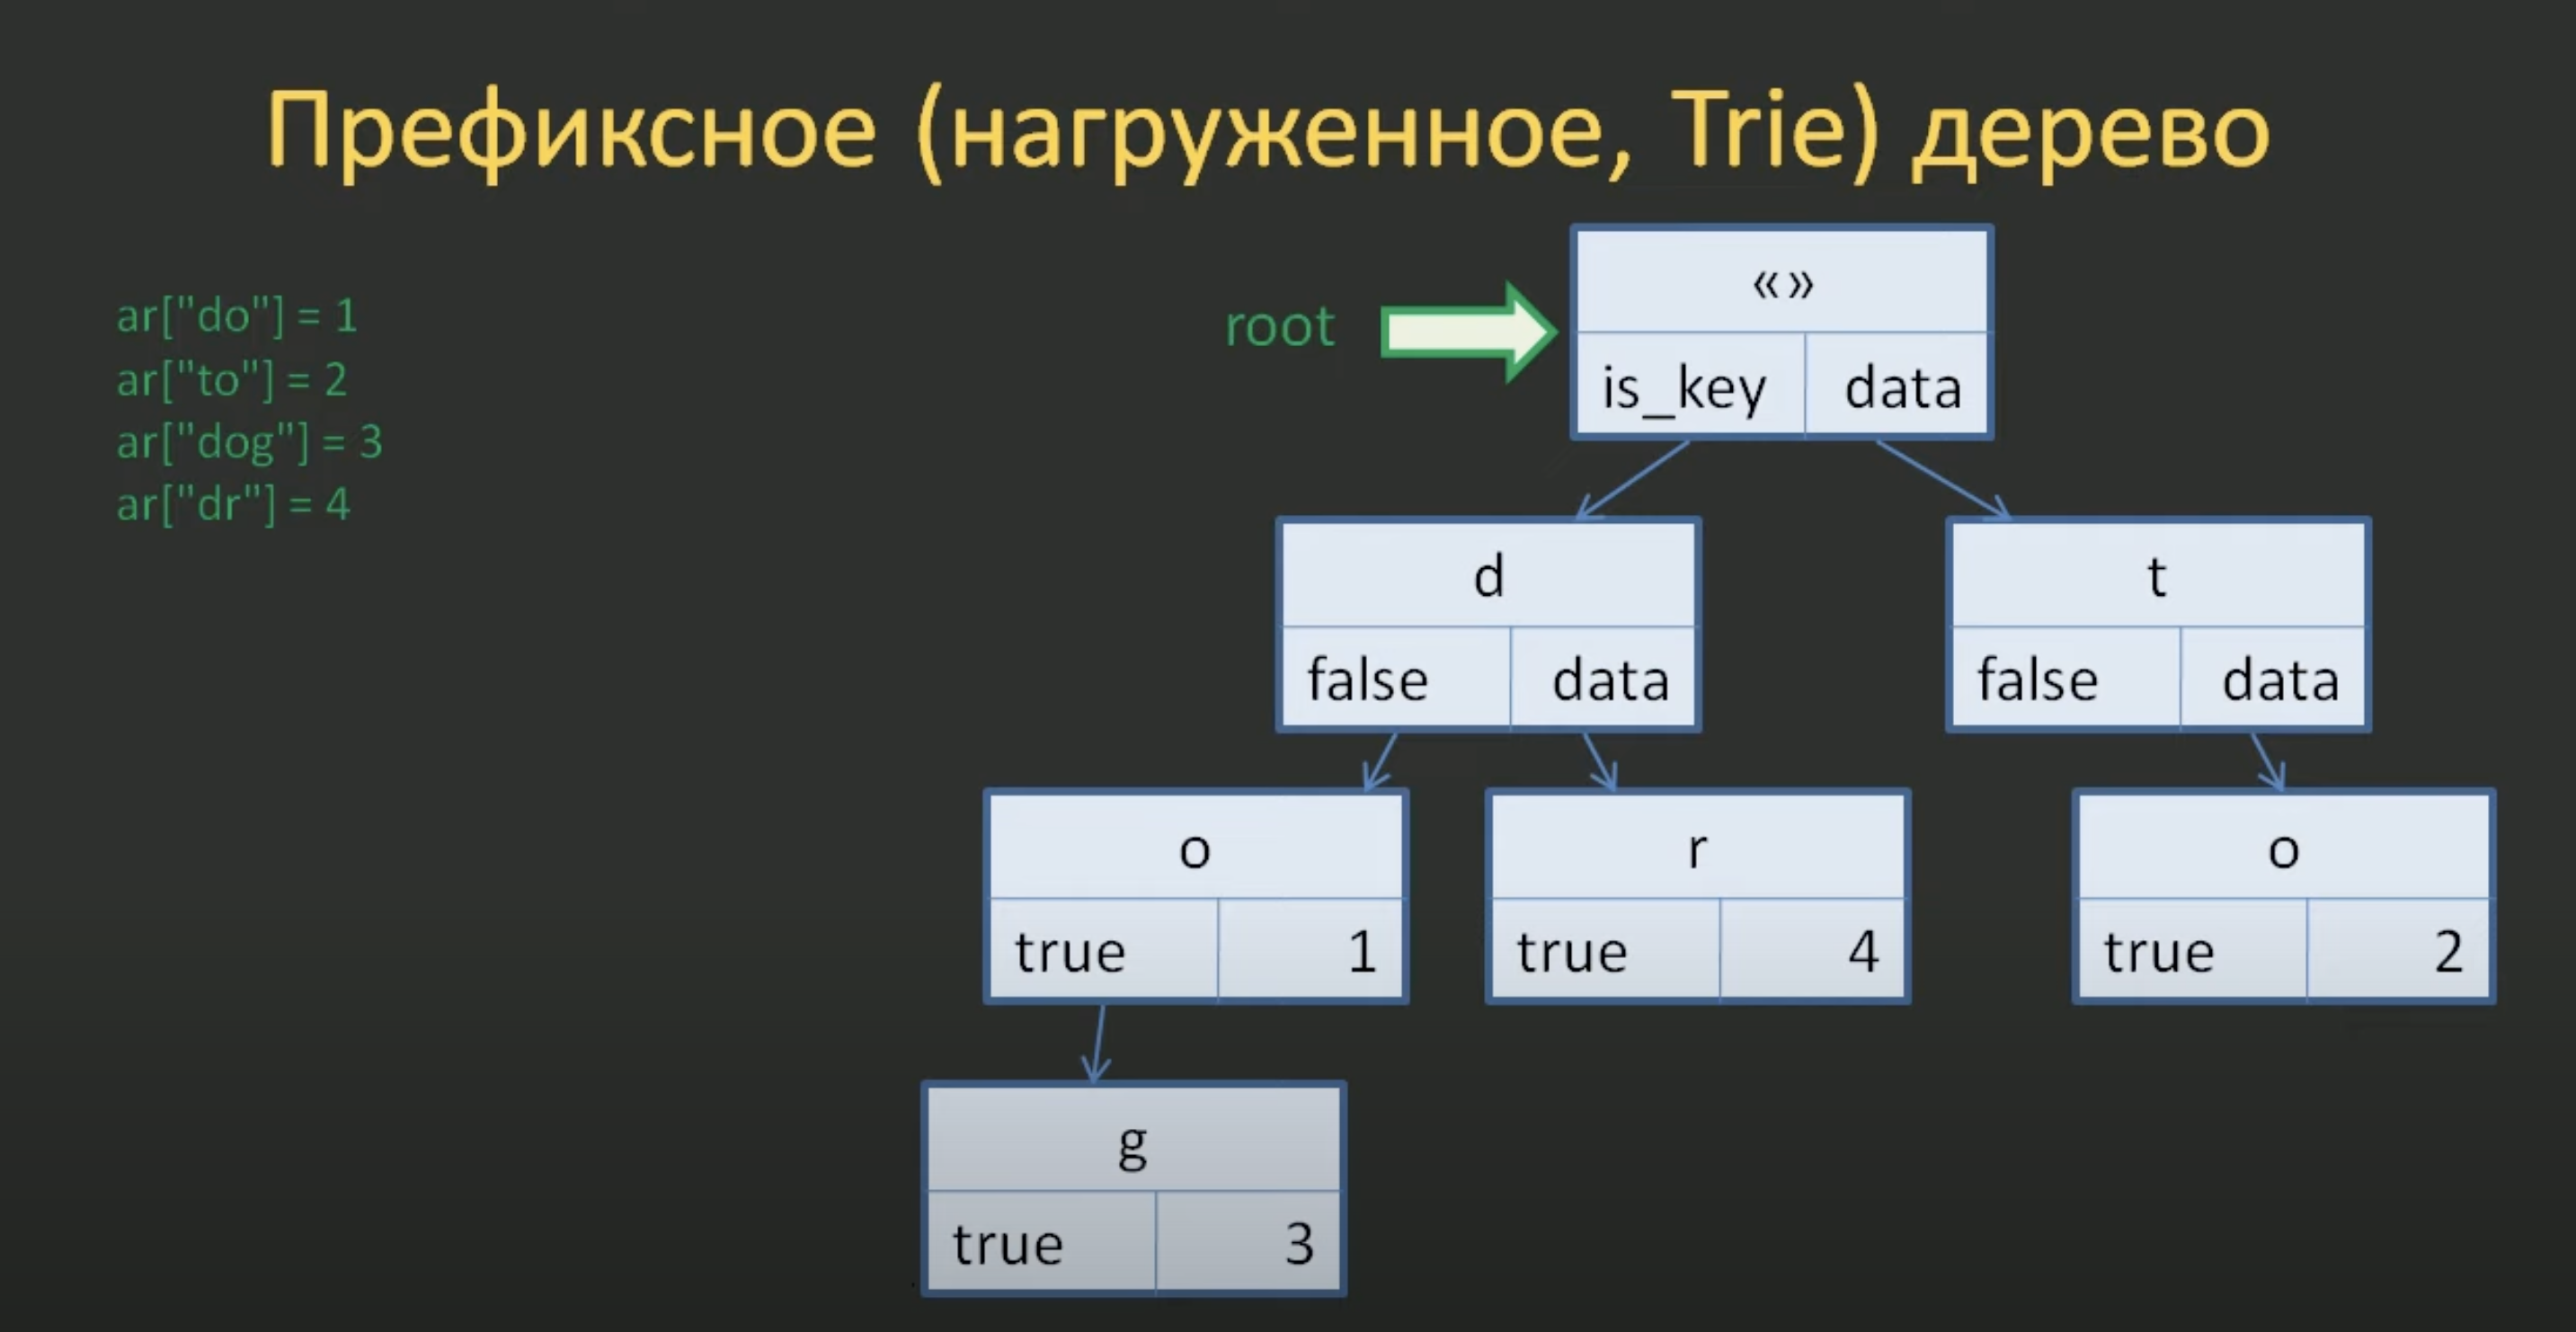 Префиксное (нагруженное, Trie) дерево
ar["do"] = 1
ar["to"] = 2
ar["dog"] = 3
ar["dr"] = 4
root
«»
is_key data
d
false data
t
false data
o
true 1
r
true 4
o
true 2
g
true 3